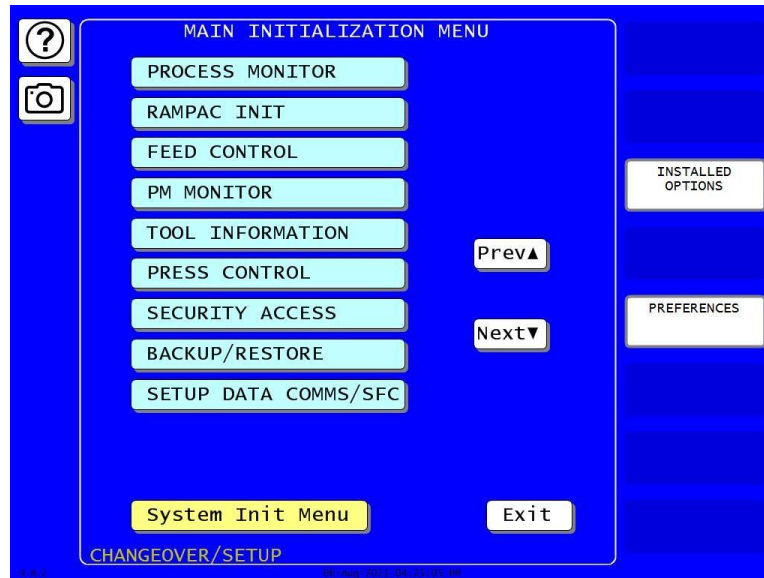 MAIN INITIALIZATION MENU
PROCESS MONITOR
RAMPAC INIT
FEED CONTROL
PM MONITOR
TOOL INFORMATION
PRESS CONTROL
SECURITY ACCESS
BACKUP/RESTORE
SETUP DATA COMMS/SFC
Prev▲
Next▼
System Init Menu
Exit
CHANGEOVER/SETUP
INSTALLED
OPTIONS
PREFERENCES